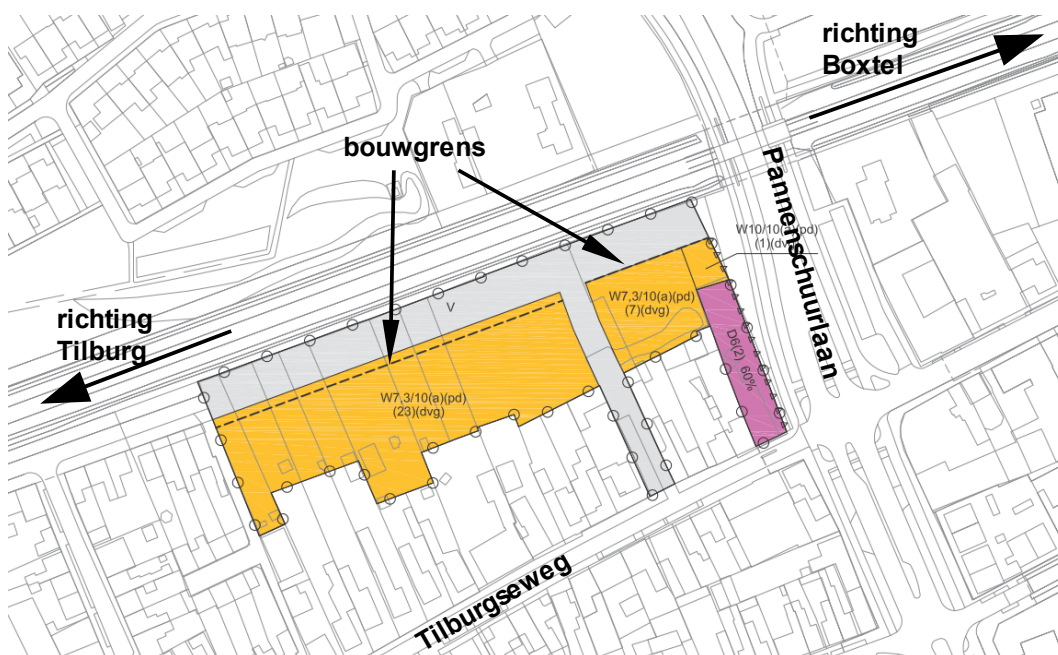 richting
Boxtel
bouwgrens
Pannenschuurlaan
W10/10(a)(pd)
(1)(dvg)
W7,3/10(a)(pd)
(7)(dvg)
V
richting
Tilburg
D6(2) 60%
W7,3/10(a)(pd)
(23)(dvg)
Tilburgseweg